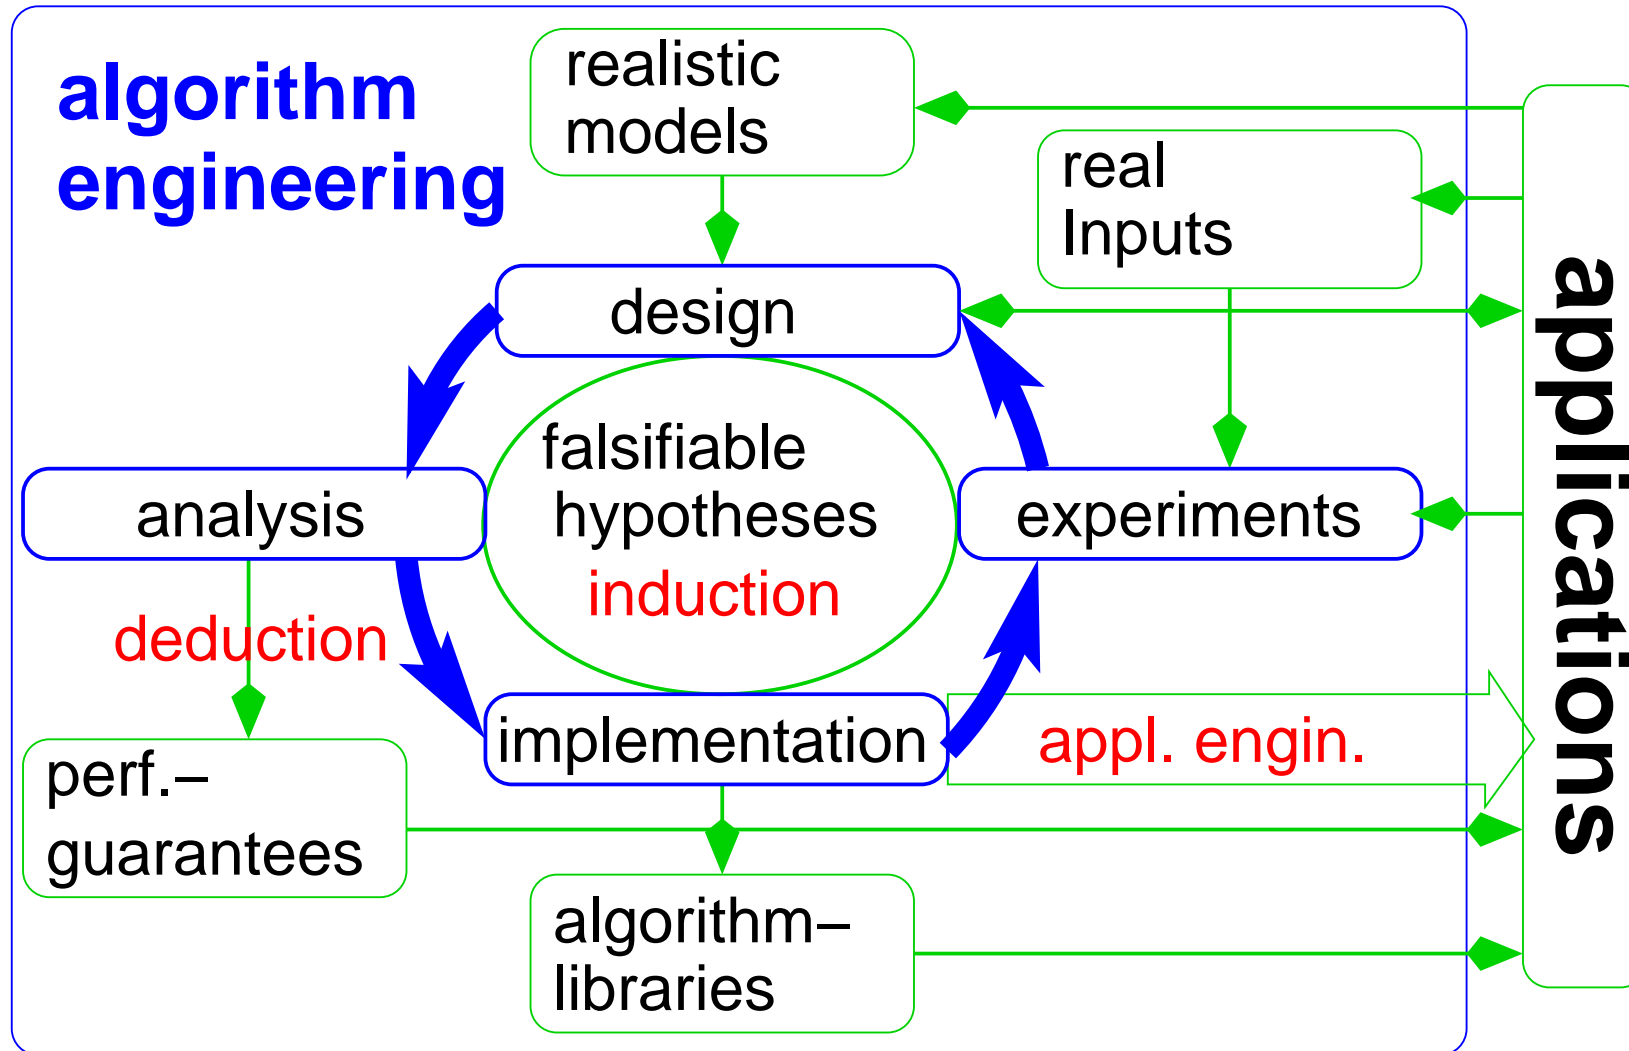 algorithm
engineering
realistic
models
real
Inputs
design
falsifiable
hypotheses
induction
analysis
experiments
deduction
implementation
appl. engin.
perf.–
guarantees
algorithm–
libraries
applications